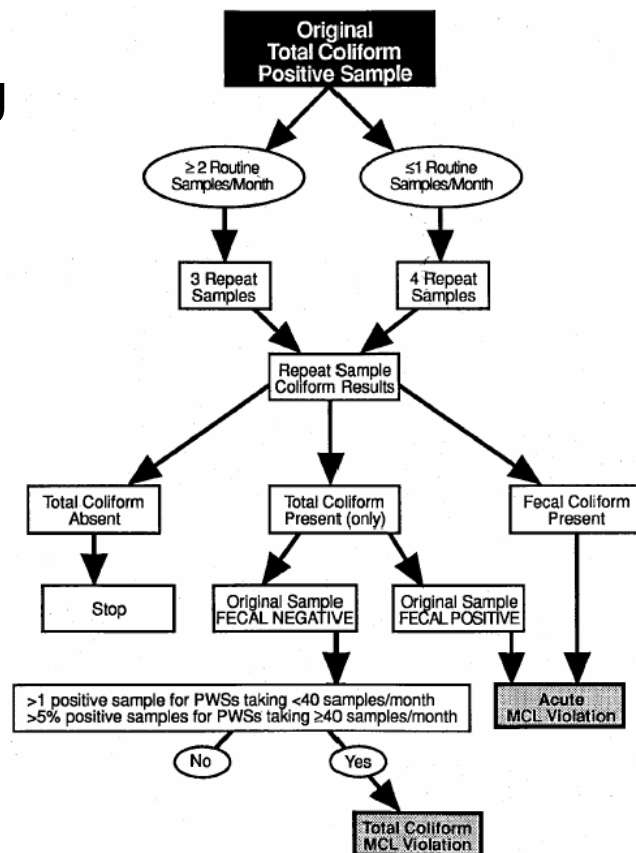 Original
Total Coliform
Positive Sample
≥2 Routine
Samples/Month
≤1 Routine
Samples/Month
3 Repeat
Samples
4 Repeat
Samples
Repeat Sample
Coliform Results
Total Coliform
Absent
Total Coliform
Present (only)
Fecal Coliform
Present
Stop
Original Sample
FECAL NEGATIVE
Original Sample
FECAL POSITIVE
>1 positive sample for PWSs taking <40 samples/month
>5% positive samples for PWSs taking ≥40 samples/month
Acute
MCL Violation
No
Yes
Total Coliform
MCL Violation